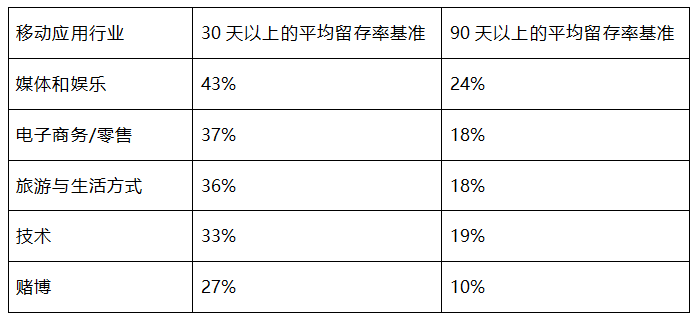 移动应用行业 30 天以上的平均留存率基准 90 天以上的平均留存率基准
媒体和娱乐 43% 24%
电子商务/零售 37% 18%
旅游与生活方式 36% 18%
技术 33% 19%
赌博 27% 10%